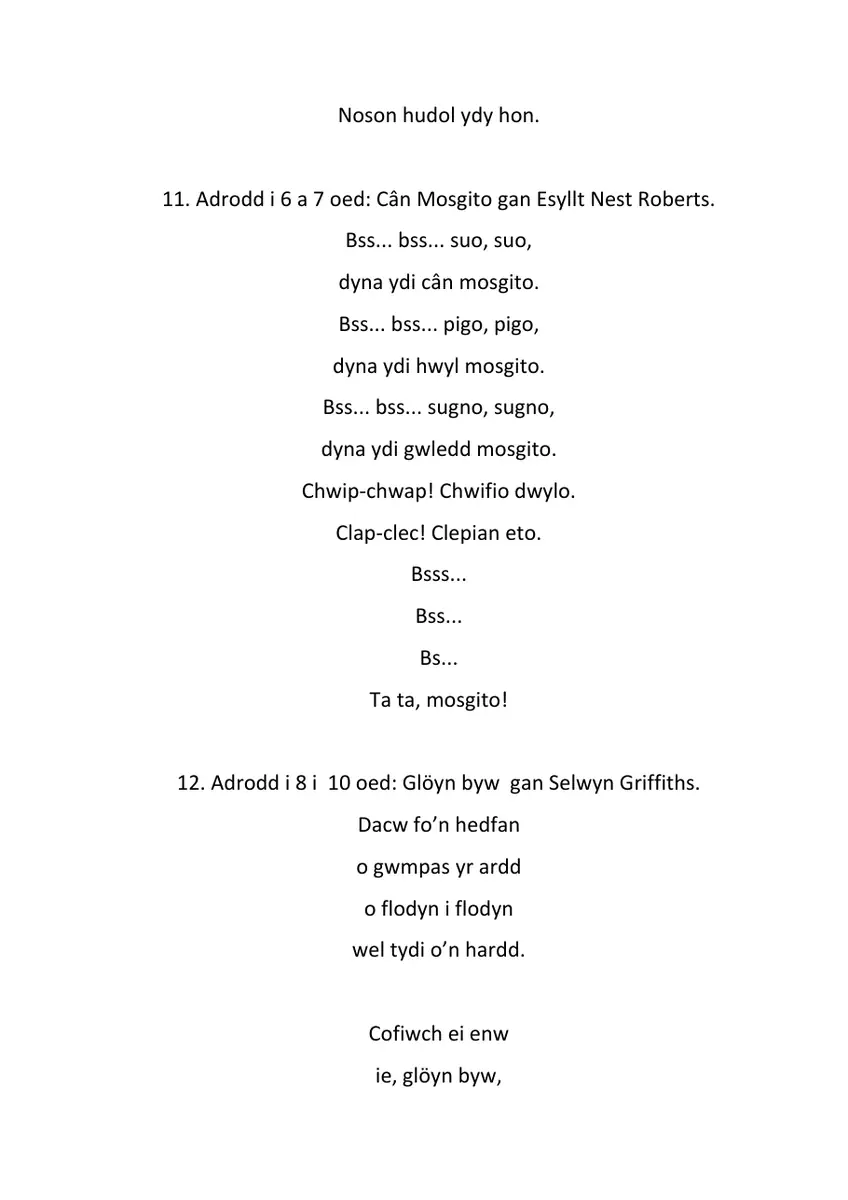 Noson hudol ydy hon.
11. Adrodd i 6 a 7 oed: Cân Mosgito gan Esyllt Nest Roberts.
Bss... bss... suo, suo,
dyna ydi cân mosgito.
Bss... bss... pigo, pigo,
dyna ydi hwyl mosgito.
Bss... bss... sugno, sugno,
dyna ydi gwledd mosgito.
Chwip-chwap! Chwifio dwylo.
Clap-clec! Clepian eto.
Bsss...
Bss...
Bs...
Ta ta, mosgito!
12. Adrodd i 8 i  10 oed: Glöyn byw  gan Selwyn Griffiths.
Dacw fo’n hedfan
o gwmpas yr ardd
o flodyn i flodyn
wel tydi o’n hardd.
Cofiwch ei enw
ie, glöyn byw,